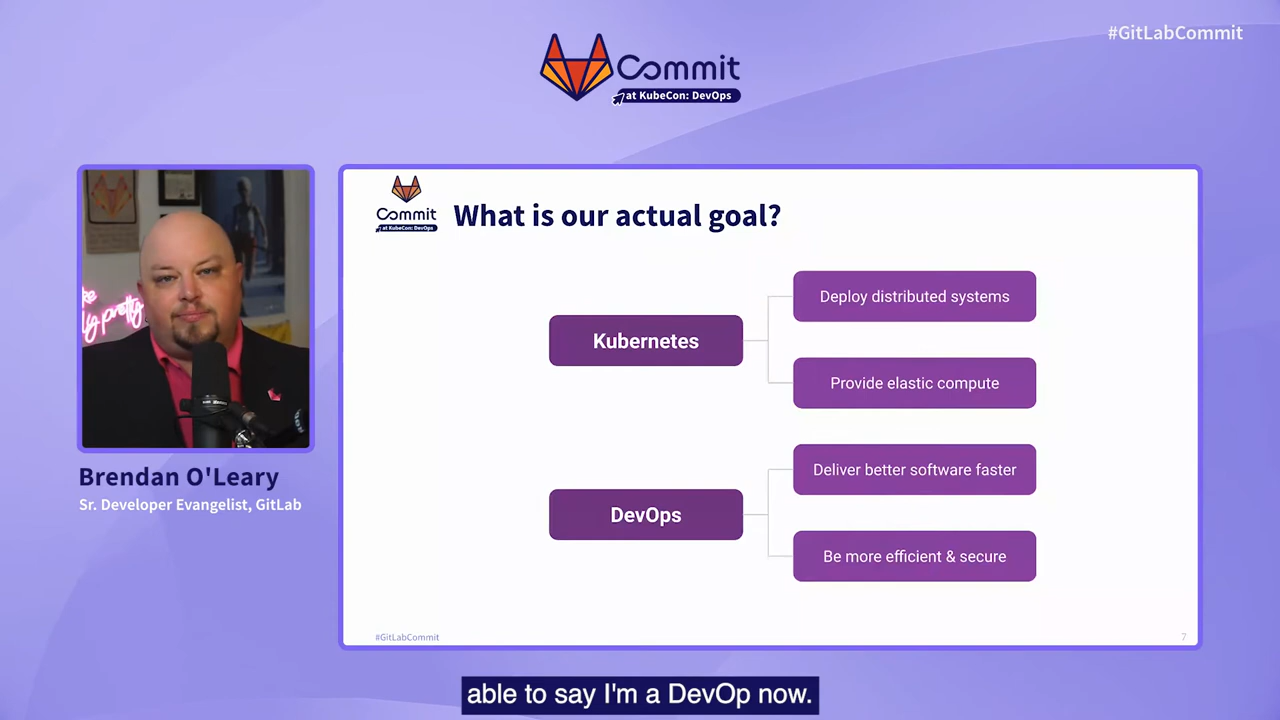 #GitLabCommit
Commit
at KubeCon: DevOps
Commit
at KubeCon: DevOps
What is our actual goal?
Kubernetes
Deploy distributed systems
Provide elastic compute
DevOps
Deliver better software faster
Be more efficient & secure
#GitLabCommit
7
Brendan O'Leary
Sr. Developer Evangelist, GitLab
able to say I'm a DevOp now.